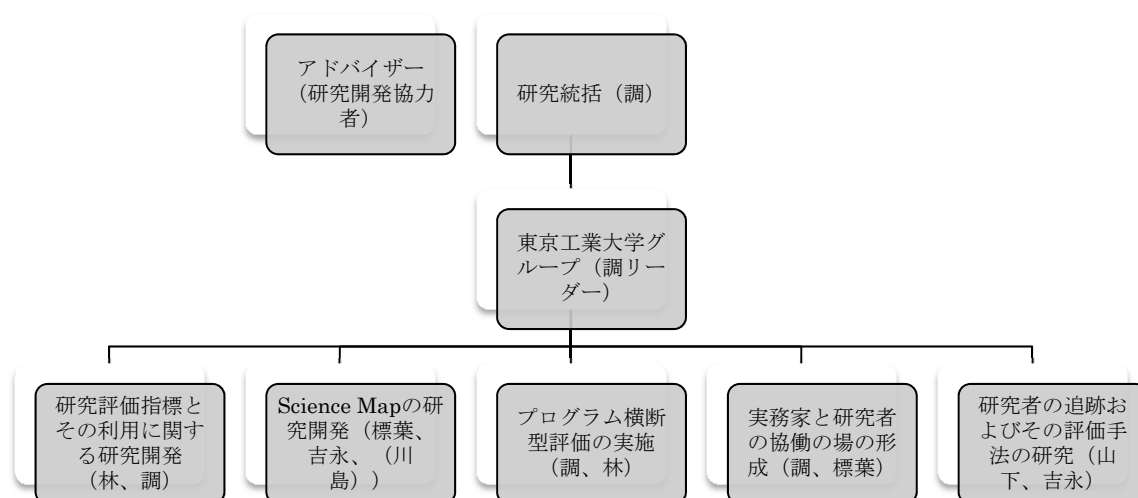 アドバイザー
（研究開発協力
者）
研究統括（調）
東京工業大学グ
ループ（調リー
ダー）
研究評価指標と
その利用に関す
る研究開発
（林、調）
Science Mapの研
究開発（標葉、
吉永、（川
島））
プログラム横断
型評価の実施
（調、林）
実務家と研究者
の協働の場の形
成（調、標葉）
研究者の追跡お
よびその評価手
法の研究（山
下、吉永）